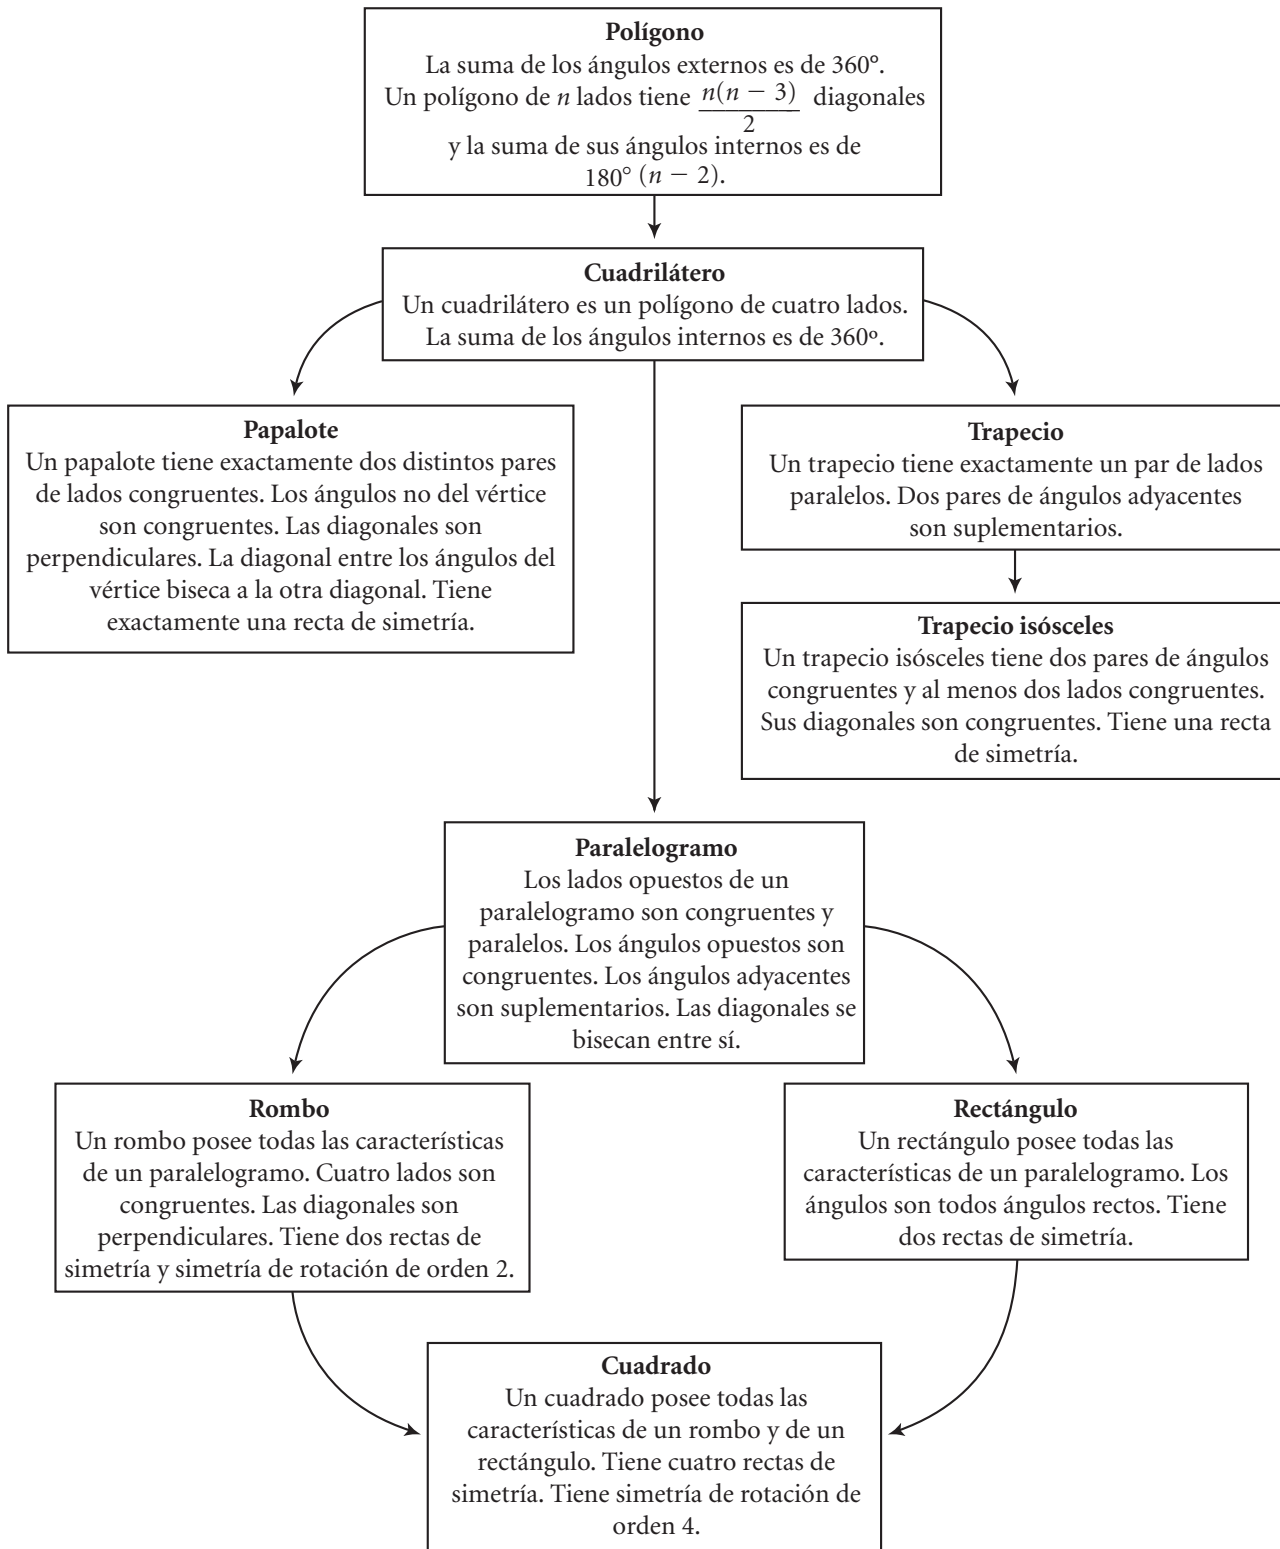 Polígono
La suma de los ángulos externos es de 360°.
Un polígono de n lados tiene n(n − 3)/2 diagonales
y la suma de sus ángulos internos es de
180° (n − 2).
Cuadrilátero
Un cuadrilátero es un polígono de cuatro lados.
La suma de los ángulos internos es de 360º.
Papalote
Un papalote tiene exactamente dos distintos pares
de lados congruentes. Los ángulos no del vértice
son congruentes. Las diagonales son
perpendiculares. La diagonal entre los ángulos del
vértice biseca a la otra diagonal. Tiene
exactamente una recta de simetría.
Trapecio
Un trapecio tiene exactamente un par de lados
paralelos. Dos pares de ángulos adyacentes
son suplementarios.
Trapecio isósceles
Un trapecio isósceles tiene dos pares de ángulos
congruentes y al menos dos lados congruentes.
Sus diagonales son congruentes. Tiene una recta
de simetría.
Paralelogramo
Los lados opuestos de un
paralelogramo son congruentes y
paralelos. Los ángulos opuestos son
congruentes. Los ángulos adyacentes
son suplementarios. Las diagonales se
bisecan entre sí.
Rombo
Un rombo posee todas las características
de un paralelogramo. Cuatro lados son
congruentes. Las diagonales son
perpendiculares. Tiene dos rectas de
simetría y simetría de rotación de orden 2.
Rectángulo
Un rectángulo posee todas las
características de un paralelogramo. Los
ángulos son todos ángulos rectos. Tiene
dos rectas de simetría.
Cuadrado
Un cuadrado posee todas las
características de un rombo y de un
rectángulo. Tiene cuatro rectas de
simetría. Tiene simetría de rotación de
orden 4.